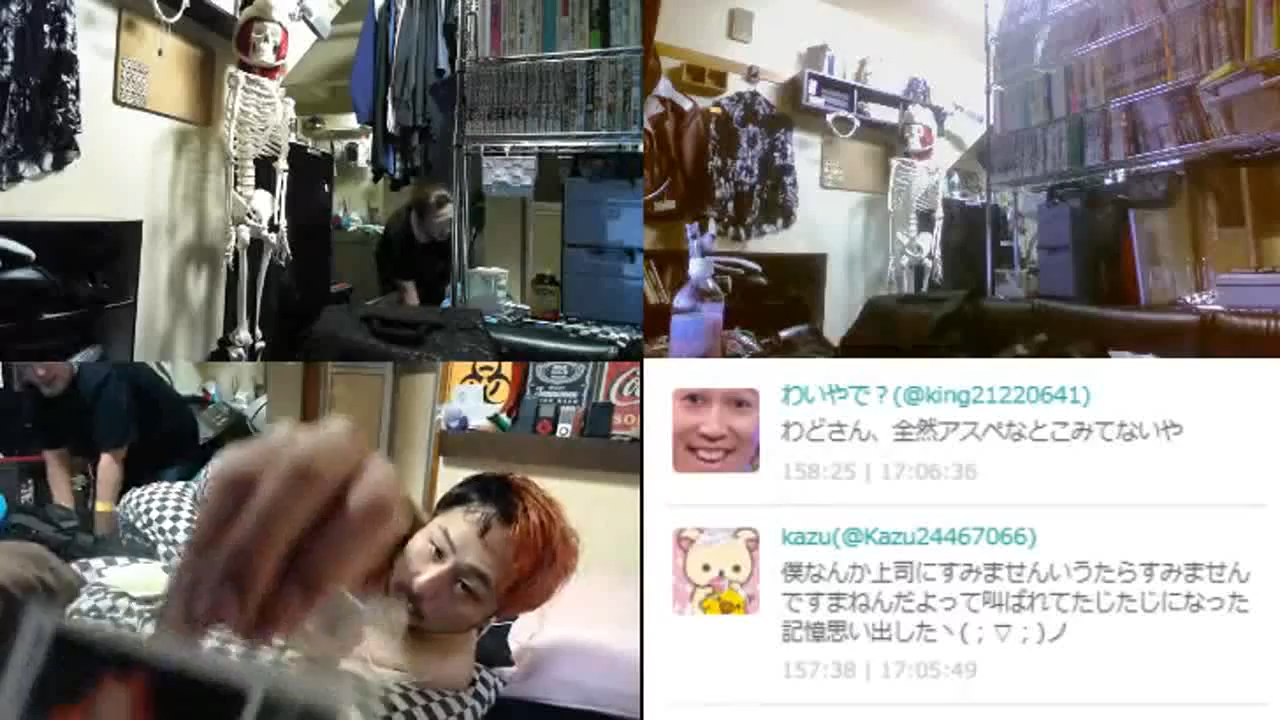 わいやで？(@king21220641)
わどさん、全然アスペなとこみてないや
158:25 | 17:06:36
kazu(@Kazu24467066)
僕なんか上司にすみませんいうたらすみません
ですまねんだよって叫ばれてたじたじになった
記憶思い出したヽ(；▽；)ノ
157:38 | 17:05:49